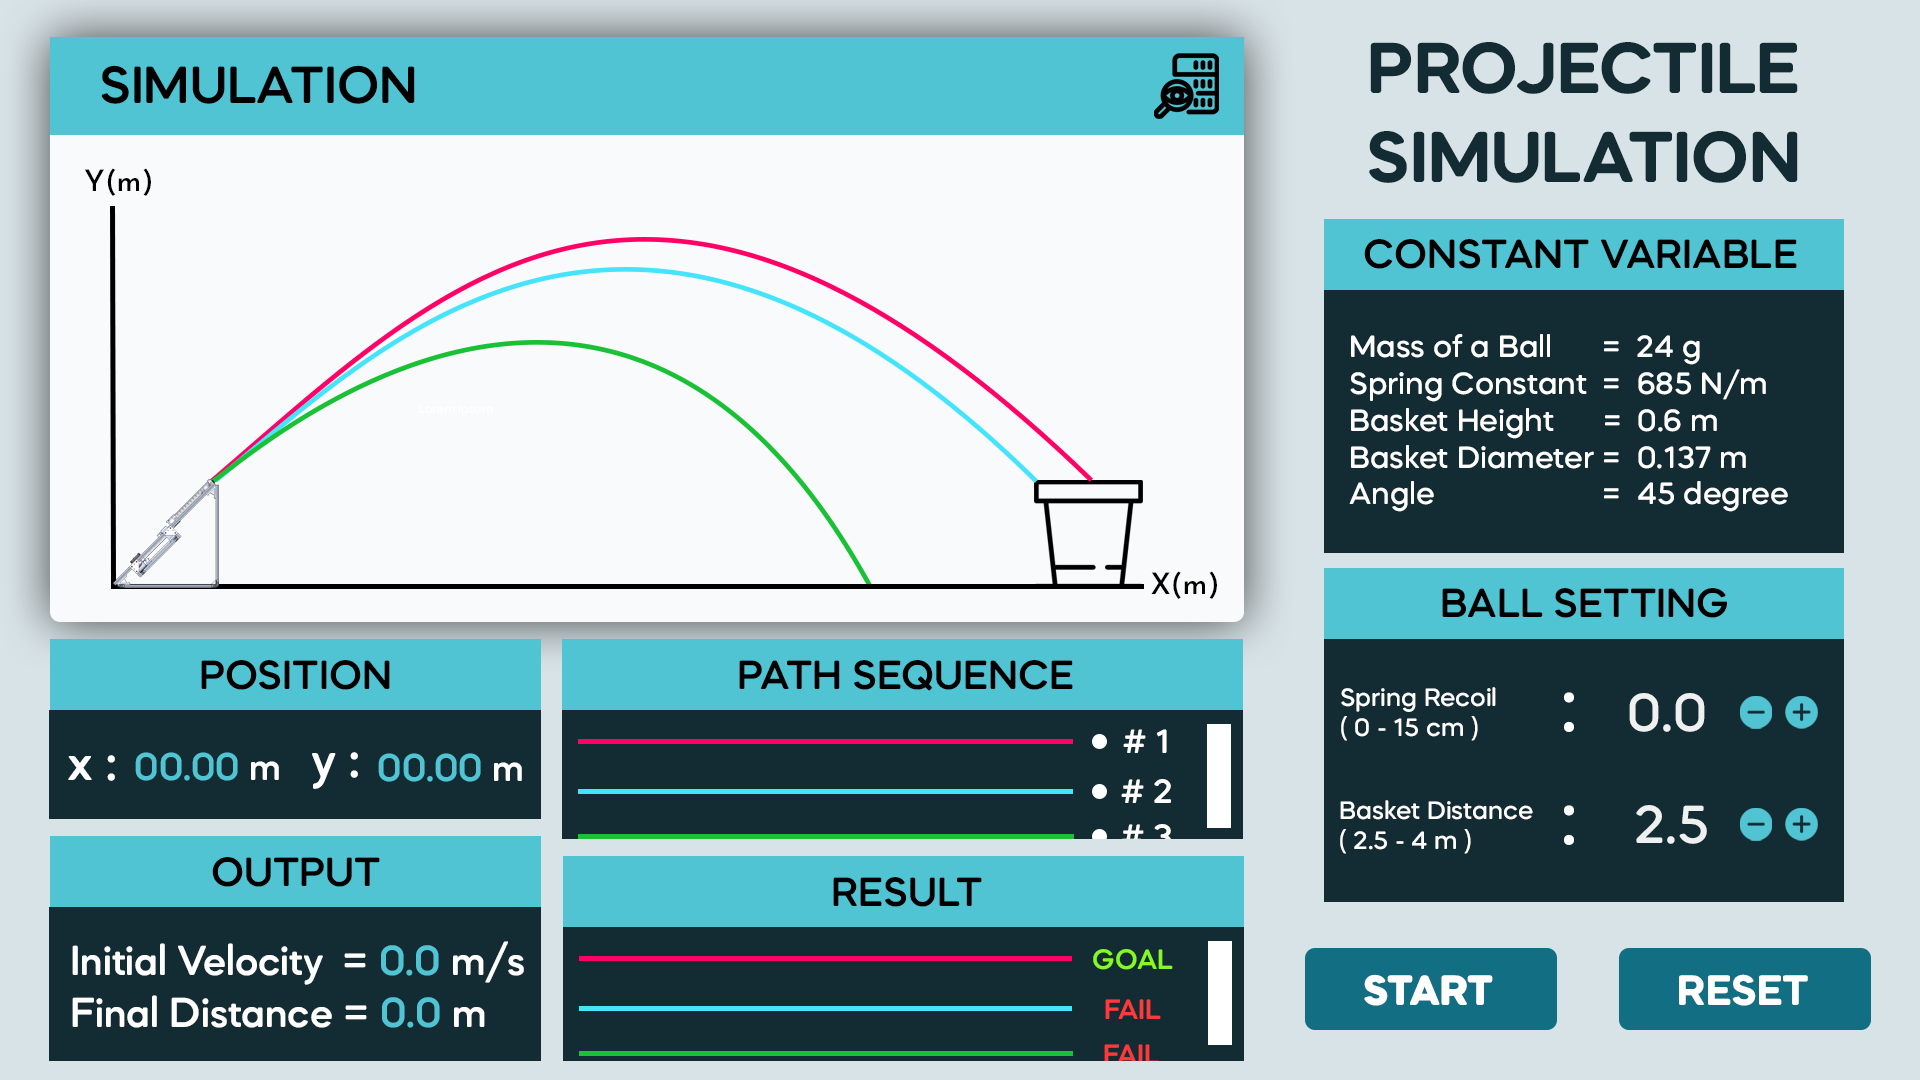 SIMULATION
Y(m)
X(m)
PROJECTILE
SIMULATION
CONSTANT VARIABLE
Mass of a Ball = 24 g
Spring Constant = 685 N/m
Basket Height = 0.6 m
Basket Diameter = 0.137 m
Angle = 45 degree
BALL SETTING
Spring Recoil
( 0 - 15 cm )
: 0.0 − +
Basket Distance
( 2.5 - 4 m )
: 2.5 − +
START
RESET
POSITION
x : 00.00 m y : 00.00 m
OUTPUT
Initial Velocity = 0.0 m/s
Final Distance = 0.0 m
PATH SEQUENCE
# 1
# 2
# 3
RESULT
GOAL
FAIL
FAIL